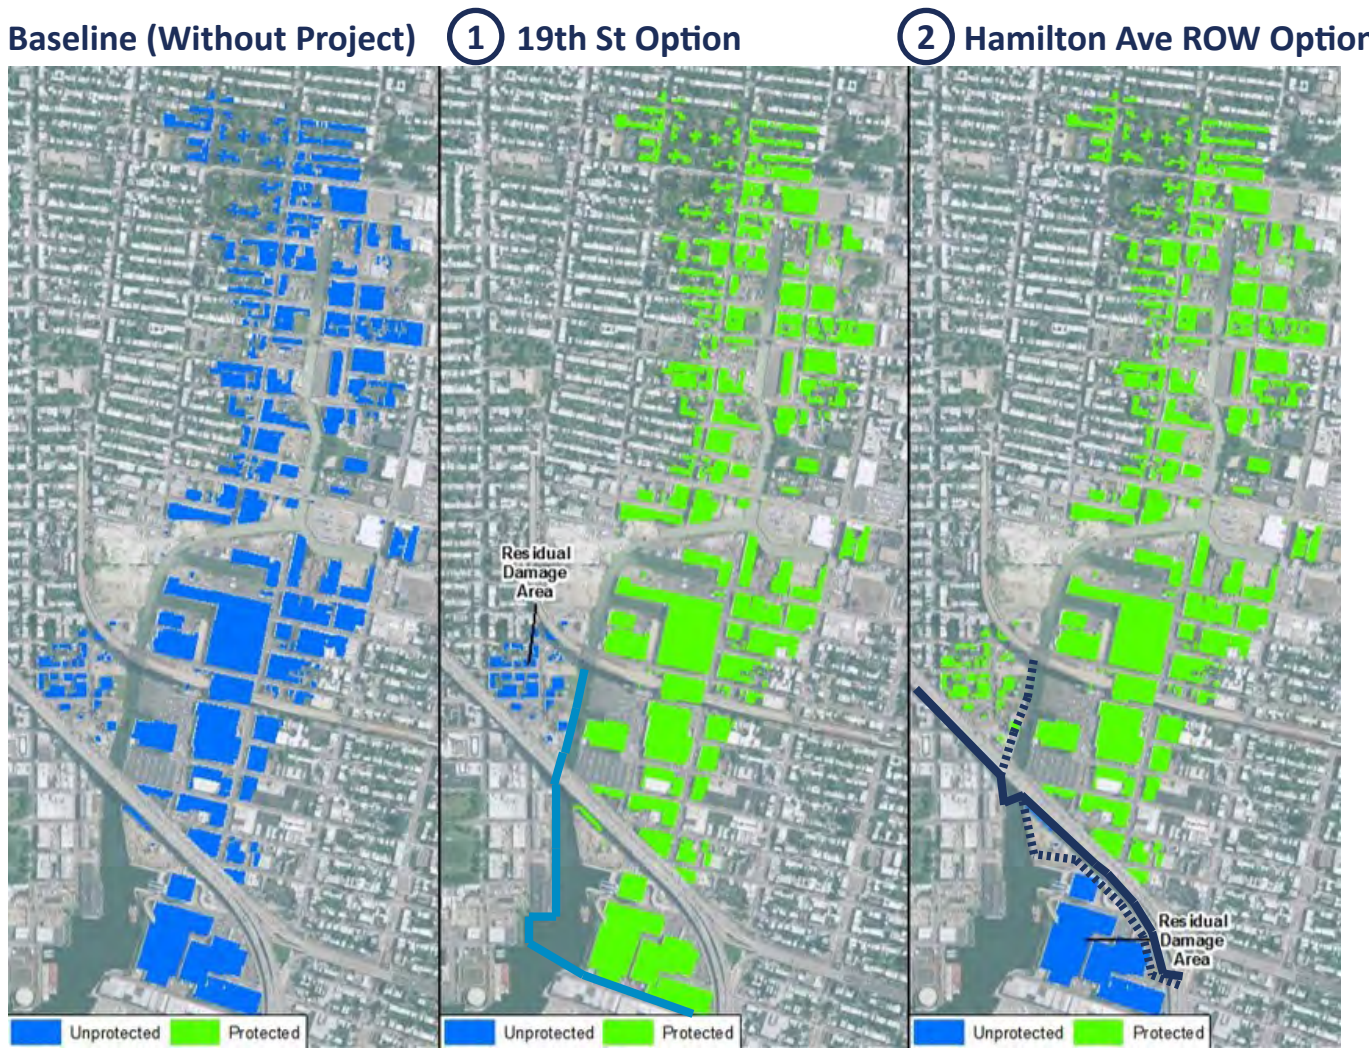 Baseline (Without Project)
1 19th St Option
2 Hamilton Ave ROW Option
Residual
Damage
Area
Residual
Damage
Area
Unprotected Protected
Unprotected Protected
Unprotected Protected